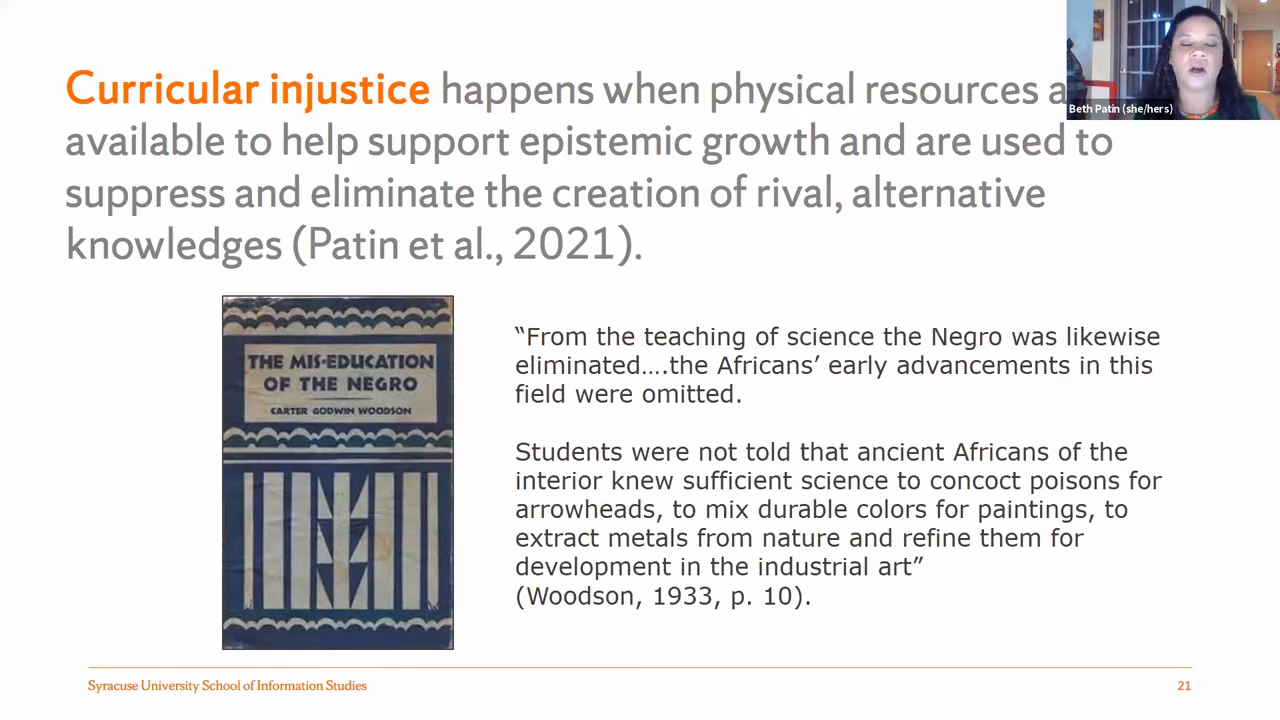 Curricular injustice happens when physical resources a
available to help support epistemic growth and are used to
suppress and eliminate the creation of rival, alternative
knowledges (Patin et al., 2021).
Beth Patin (she/hers)
THE MIS-EDUCATION
OF THE NEGRO
CARTER GODWIN WOODSON
“From the teaching of science the Negro was likewise
eliminated….the Africans’ early advancements in this
field were omitted.
Students were not told that ancient Africans of the
interior knew sufficient science to concoct poisons for
arrowheads, to mix durable colors for paintings, to
extract metals from nature and refine them for
development in the industrial art”
(Woodson, 1933, p. 10).
Syracuse University School of Information Studies
21